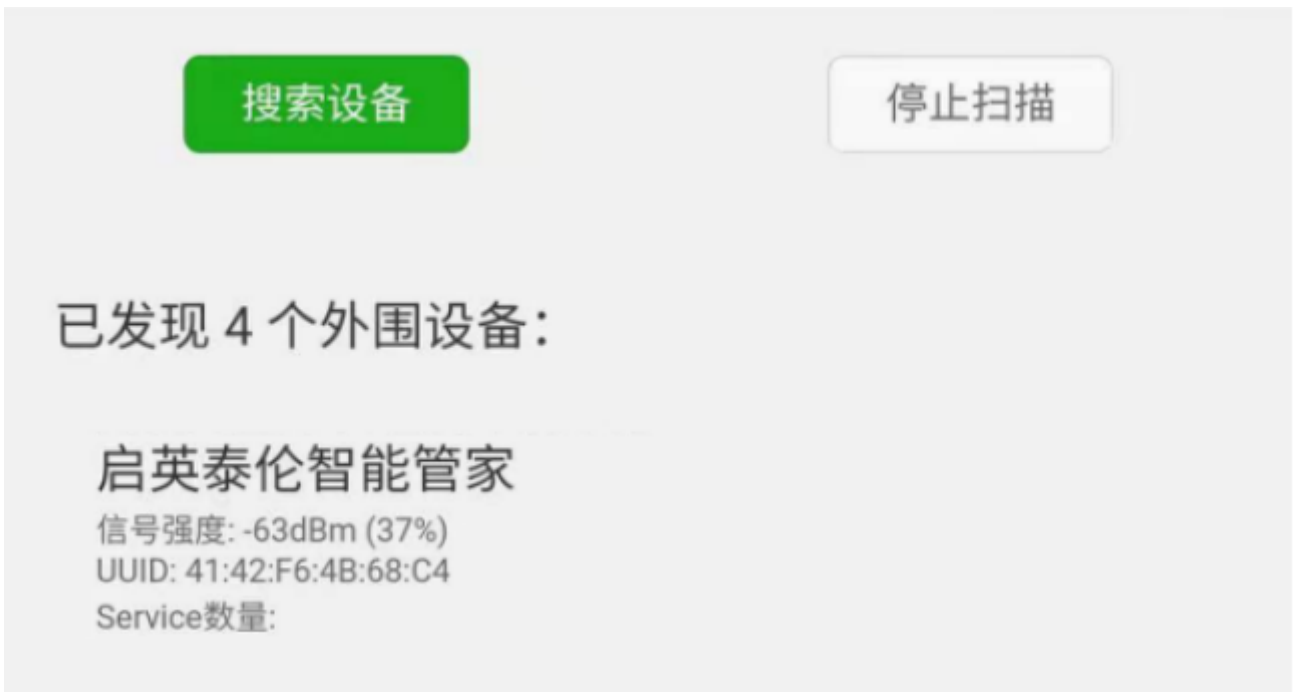 搜索设备
停止扫描
已发现 4 个外围设备：
启英泰伦智能管家
信号强度: -63dBm (37%)
UUID: 41:42:F6:4B:68:C4
Service数量: